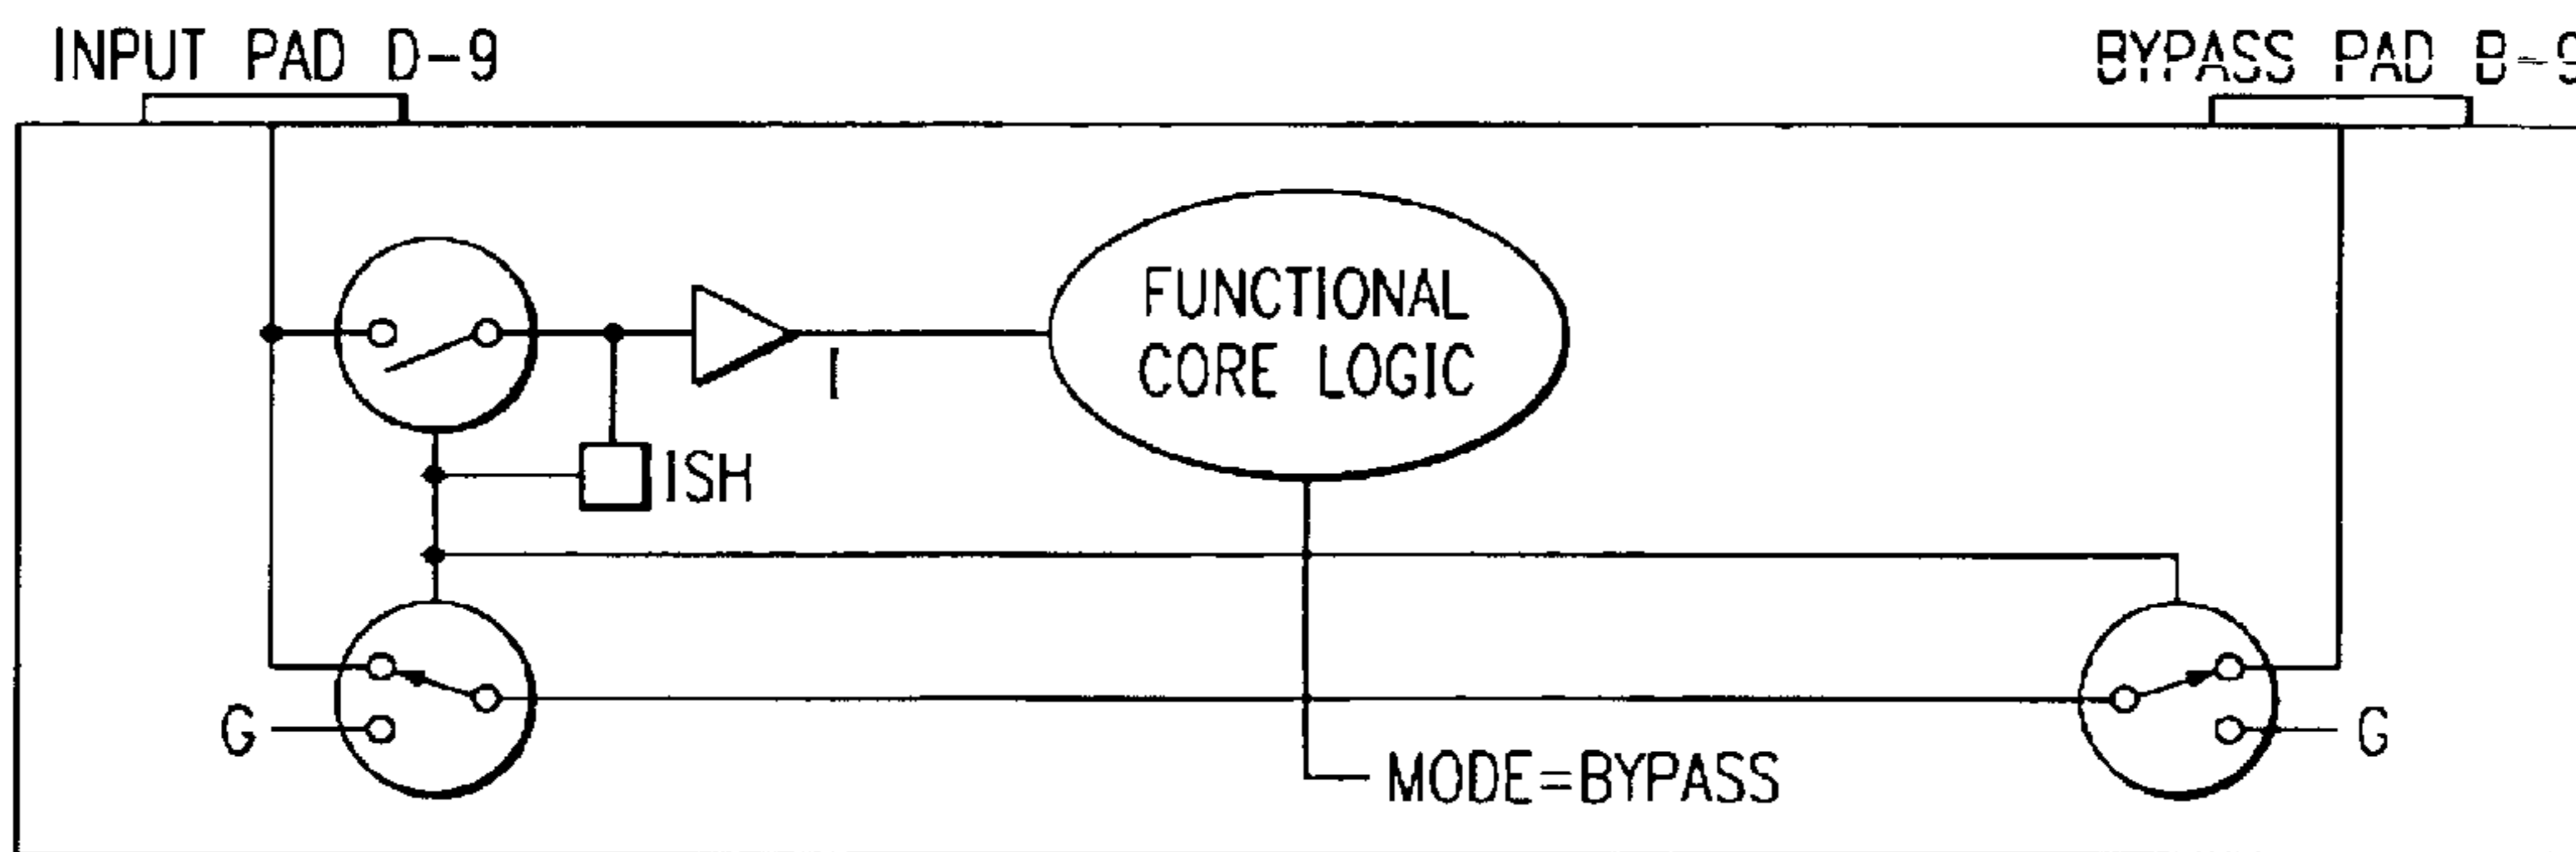 INPUT PAD D-9
BYPASS PAD B-9
FUNCTIONAL
CORE LOGIC
I
ISH
G
G
MODE=BYPASS